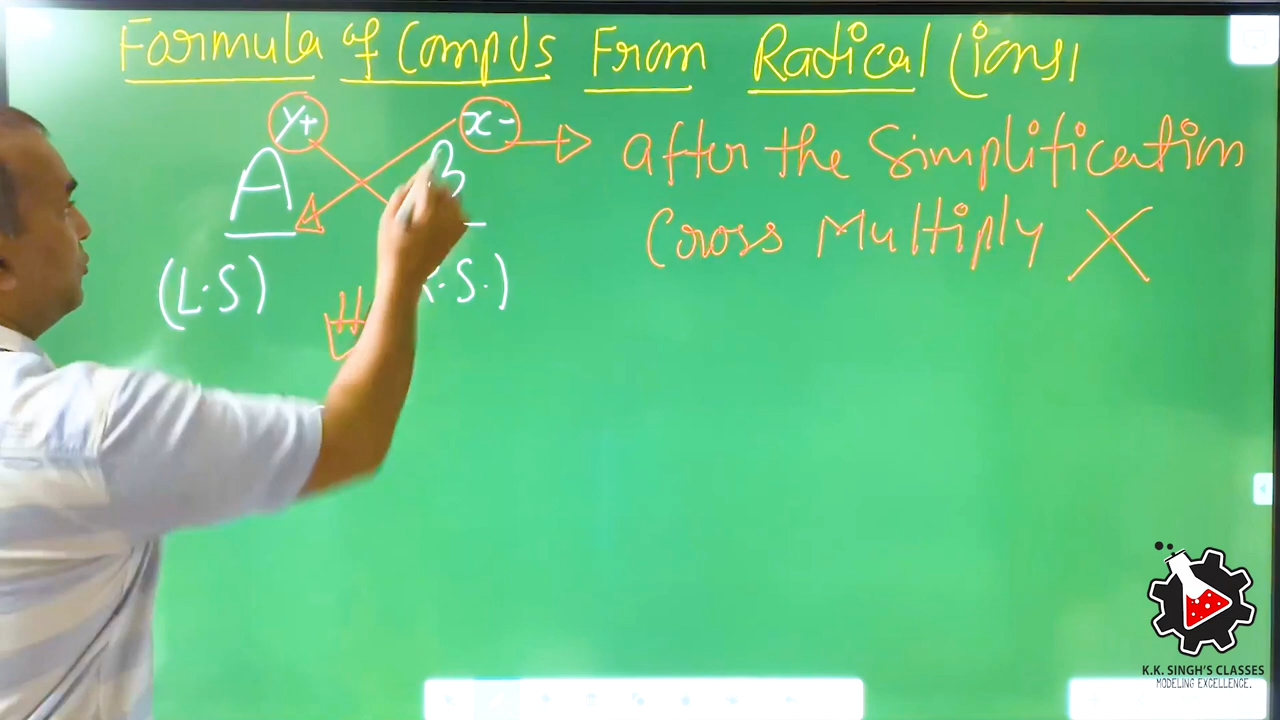 Formula of Compds From Radical (ions)
y+ x-
A B
after the Simplification
Cross Multiply X
(L.S) R.S.)
K.K. SINGH'S CLASSES
MODELING EXCELLENCE.